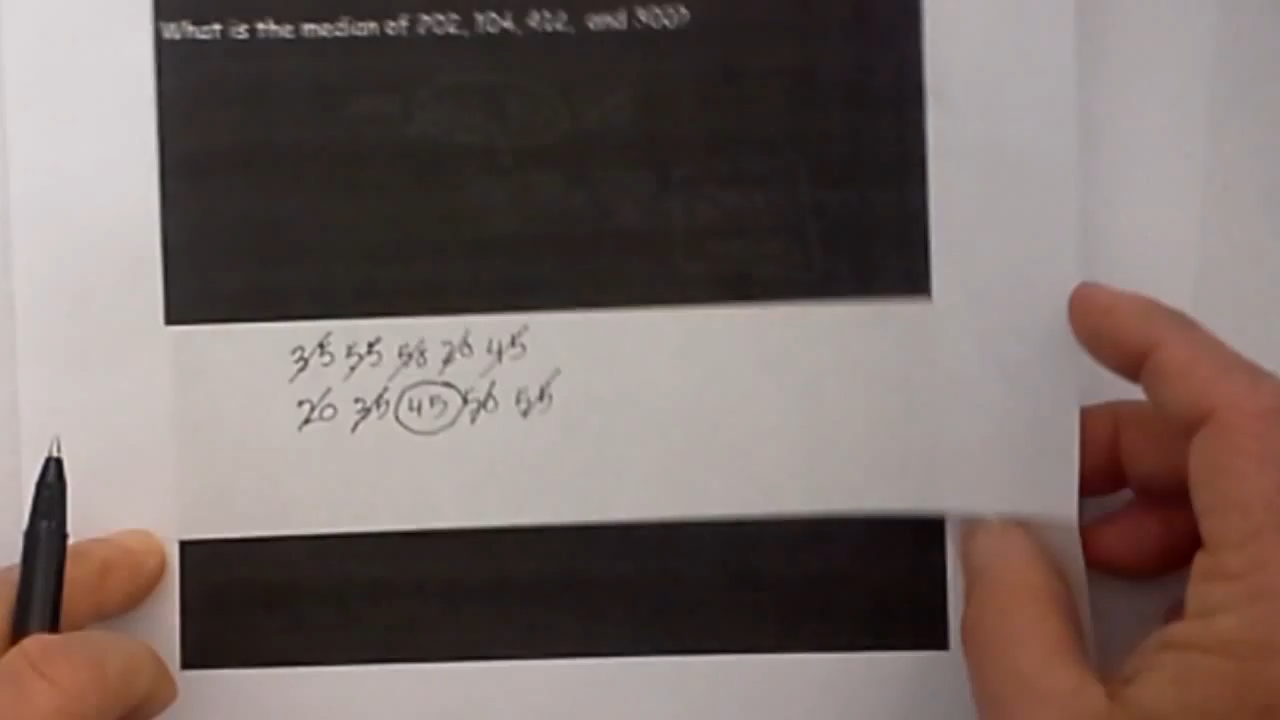 What is the median of 202, 104, 412, and 300?
35 55 58 26 45
26 35 45 56 55